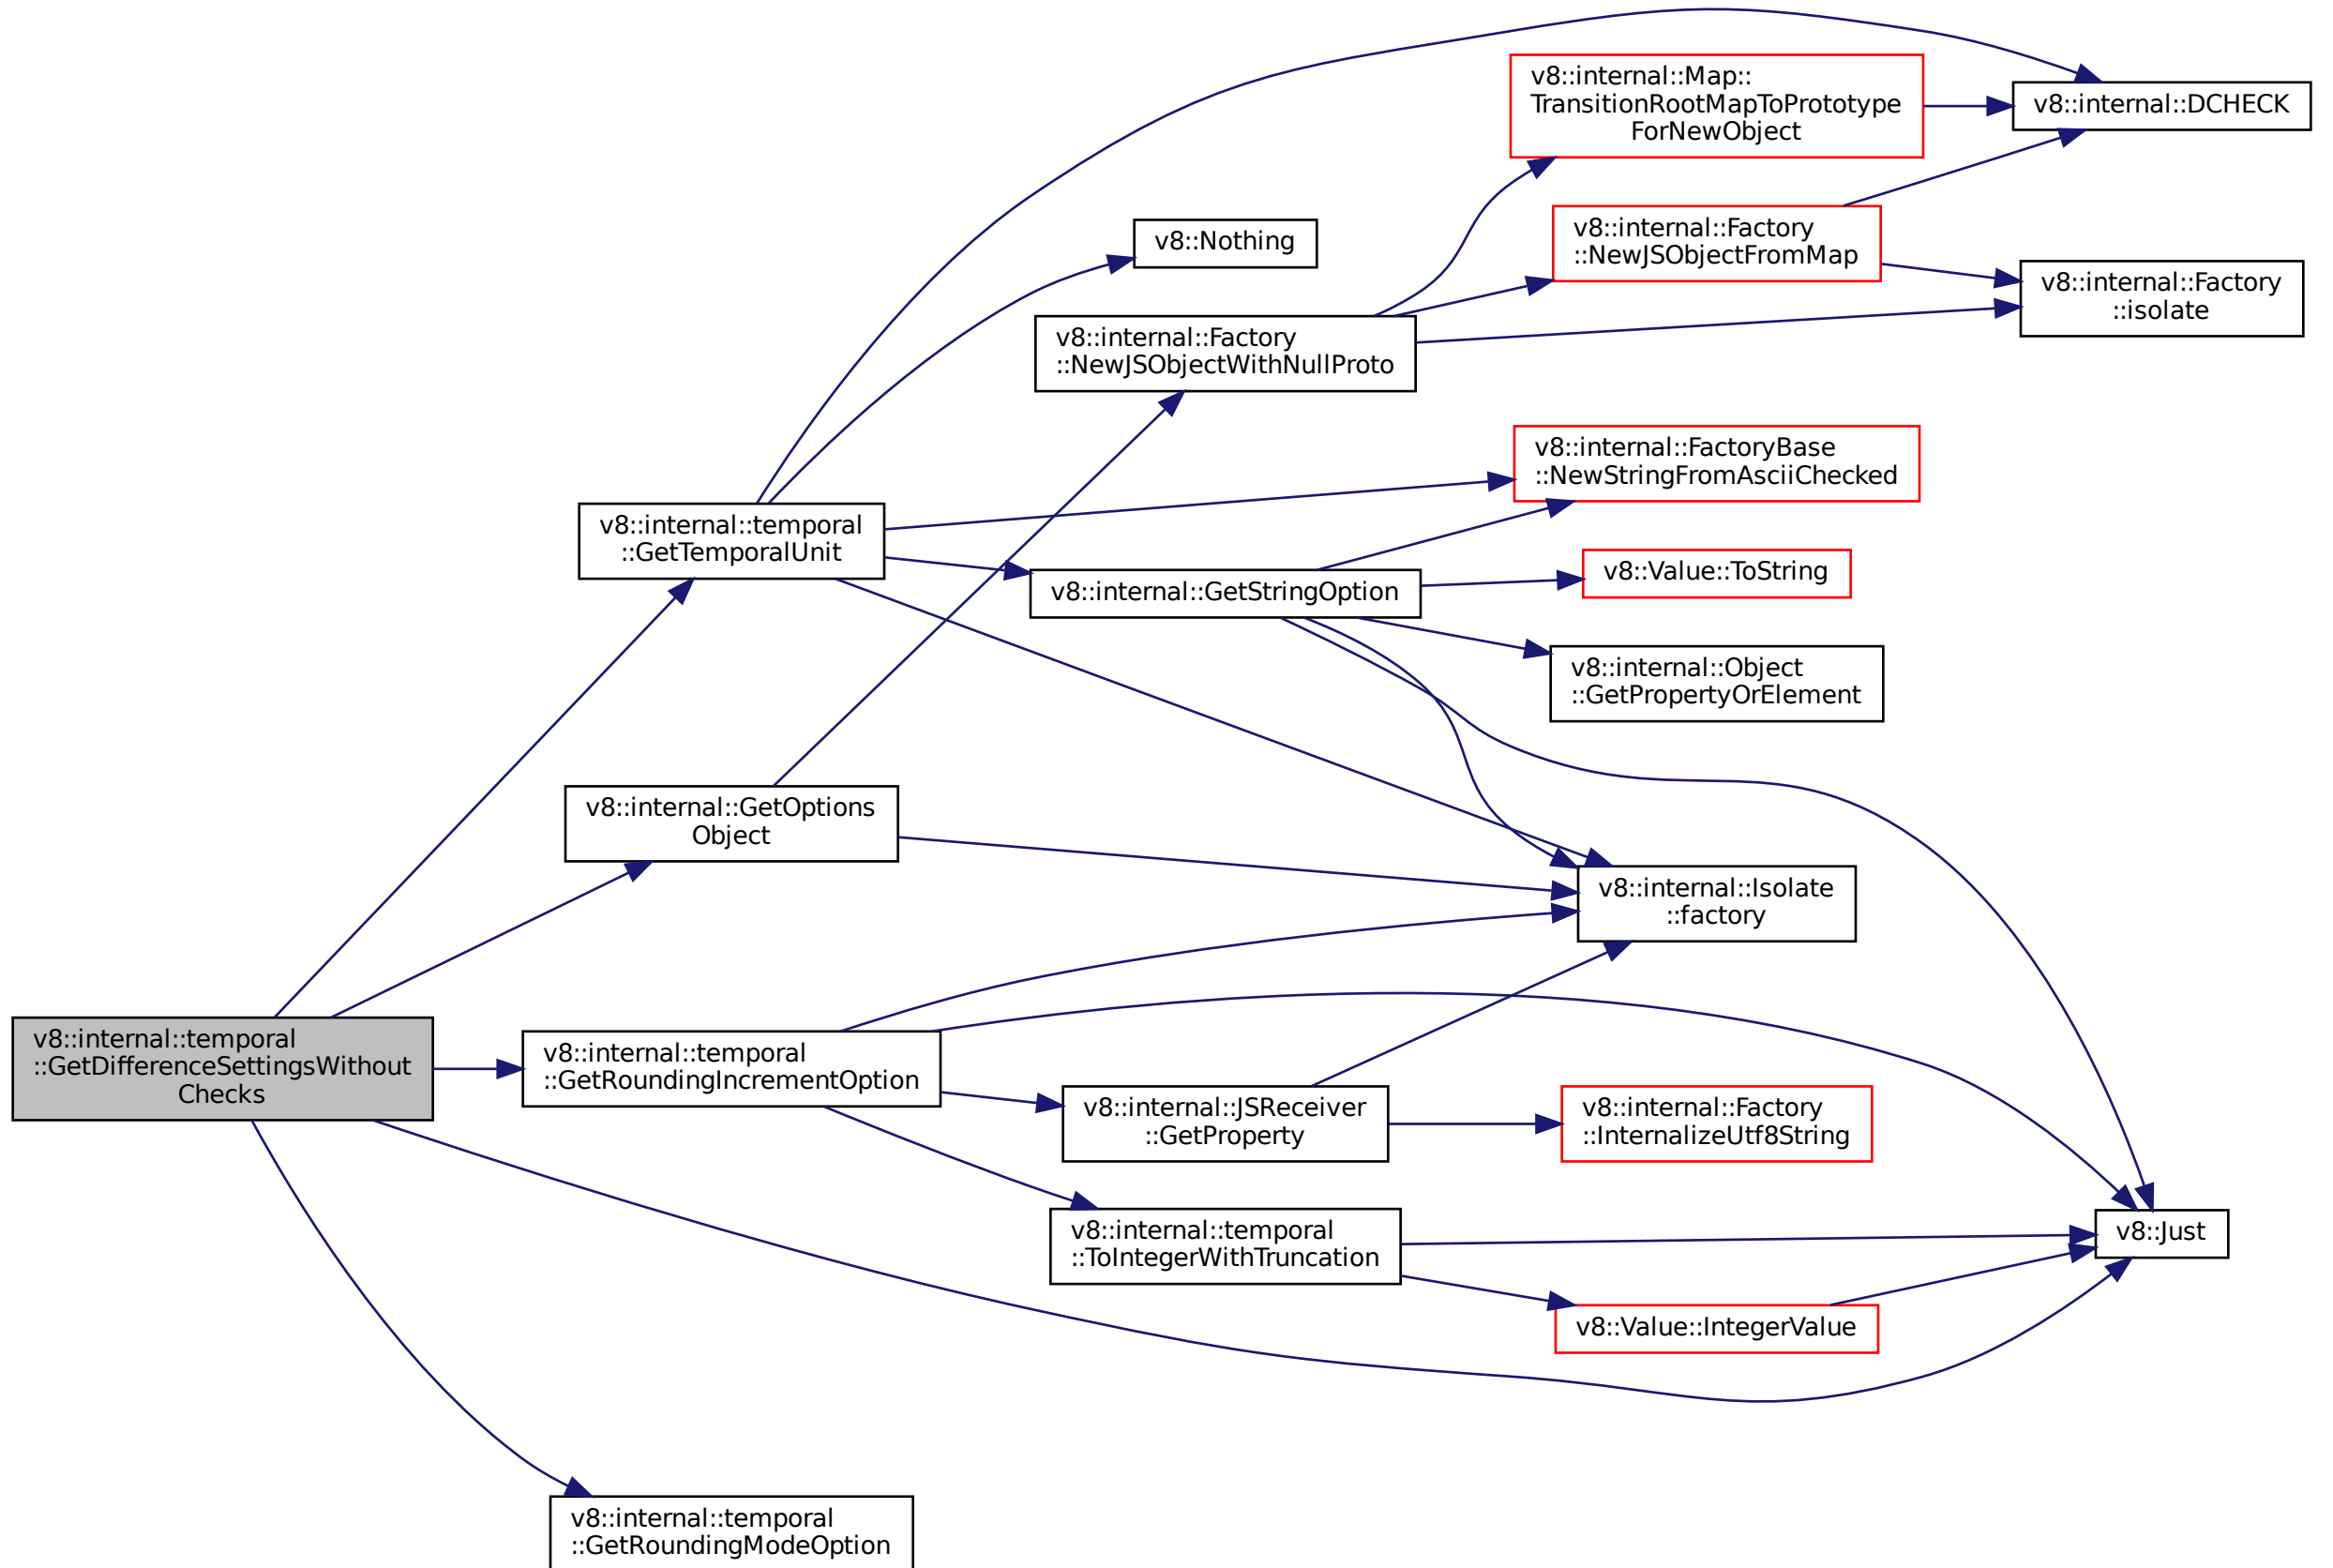 v8::internal::Map::
TransitionRootMapToPrototype
ForNewObject
v8::internal::DCHECK
v8::Nothing
v8::internal::Factory
::NewJSObjectFromMap
v8::internal::Factory
::isolate
v8::internal::Factory
::NewJSObjectWithNullProto
v8::internal::FactoryBase
::NewStringFromAsciiChecked
v8::internal::temporal
::GetTemporalUnit
v8::Value::ToString
v8::internal::GetStringOption
v8::internal::Object
::GetPropertyOrElement
v8::internal::GetOptions
Object
v8::internal::Isolate
::factory
v8::internal::temporal
::GetDifferenceSettingsWithout
Checks
v8::internal::temporal
::GetRoundingIncrementOption
v8::internal::JSReceiver
::GetProperty
v8::internal::Factory
::InternalizeUtf8String
v8::internal::temporal
::ToIntegerWithTruncation
v8::Just
v8::Value::IntegerValue
v8::internal::temporal
::GetRoundingModeOption